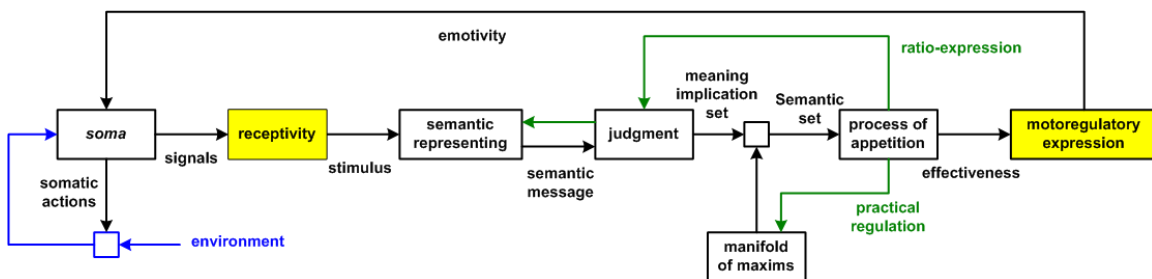 emotivity
ratio-expression
meaning
implication
set
Semantic
set
soma
receptivity
semantic
representing
judgment
process of
appetition
motoregulatory
expression
signals
stimulus
semantic
message
effectiveness
somatic
actions
practical
regulation
environment
manifold
of maxims